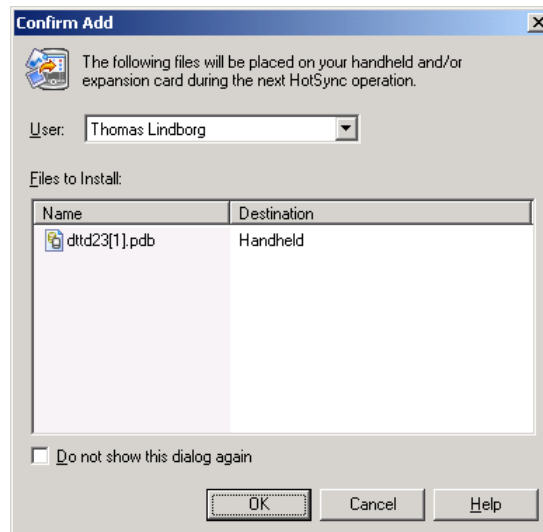 Confirm Add
The following files will be placed on your handheld and/or
expansion card during the next HotSync operation.
User: Thomas Lindborg
Files to Install:
Name Destination
dttd23[1].pdb Handheld
Do not show this dialog again
OK Cancel Help